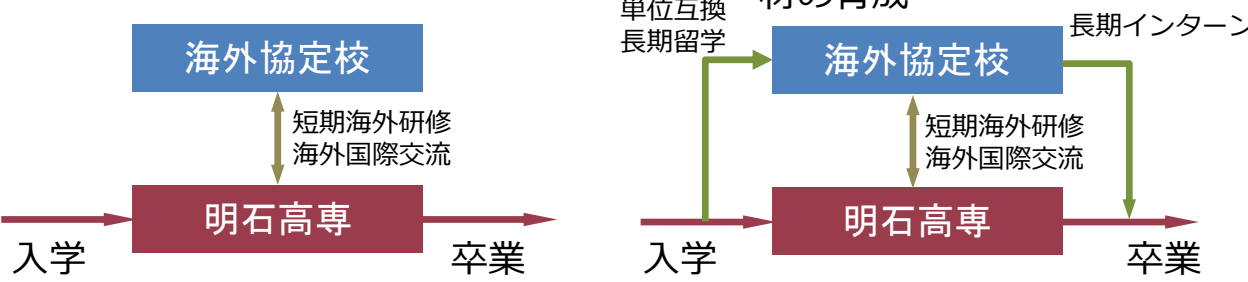 海外協定校
短期海外研修
海外国際交流
明石高専
入学
卒業
単位互換
長期留学
長期インターン
海外協定校
短期海外研修
海外国際交流
明石高専
入学
卒業